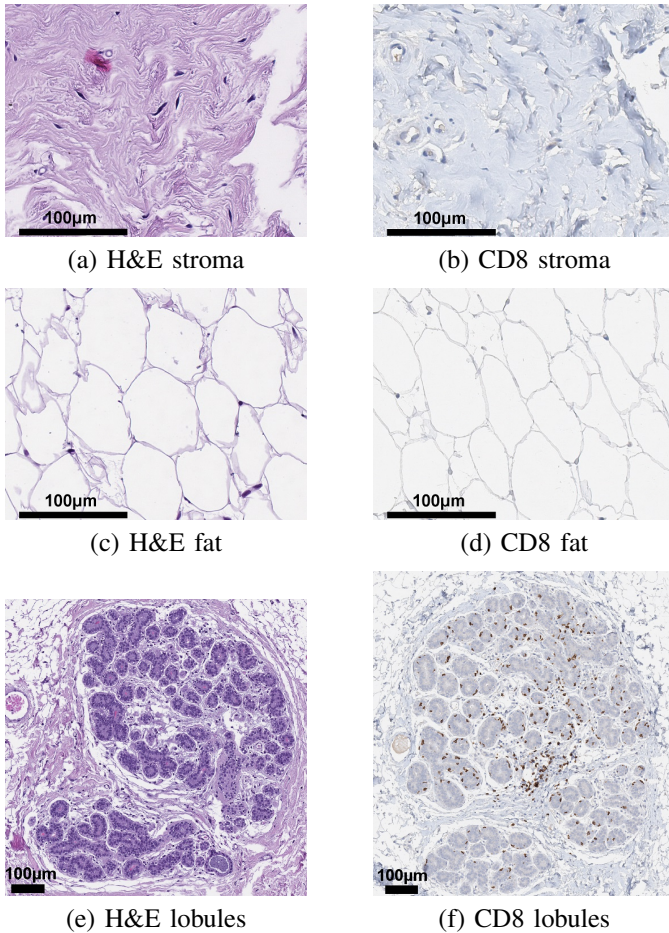 100µm
100µm
(a) H&E stroma
(b) CD8 stroma
100µm
100µm
(c) H&E fat
(d) CD8 fat
100µm
100µm
(e) H&E lobules
(f) CD8 lobules